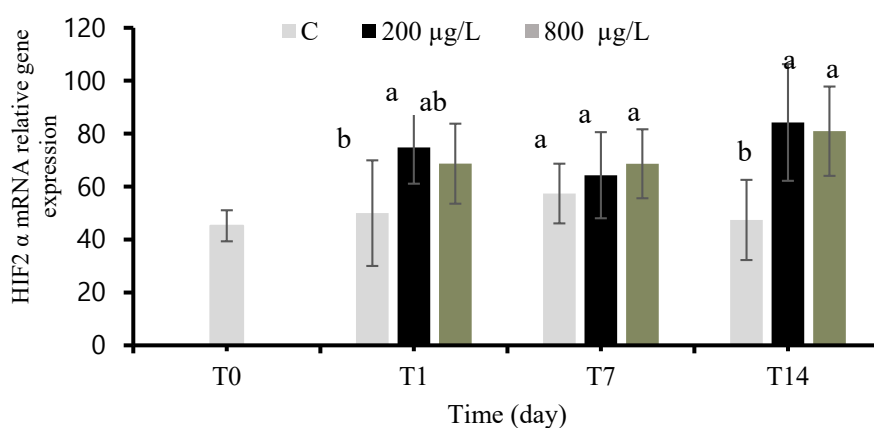 C 200 µg/L 800 µg/L
HIF2 α mRNA relative gene
expression
120
100
80
60
40
20
0
b a ab
a a a
b a a
T0 T1 T7 T14
Time (day)